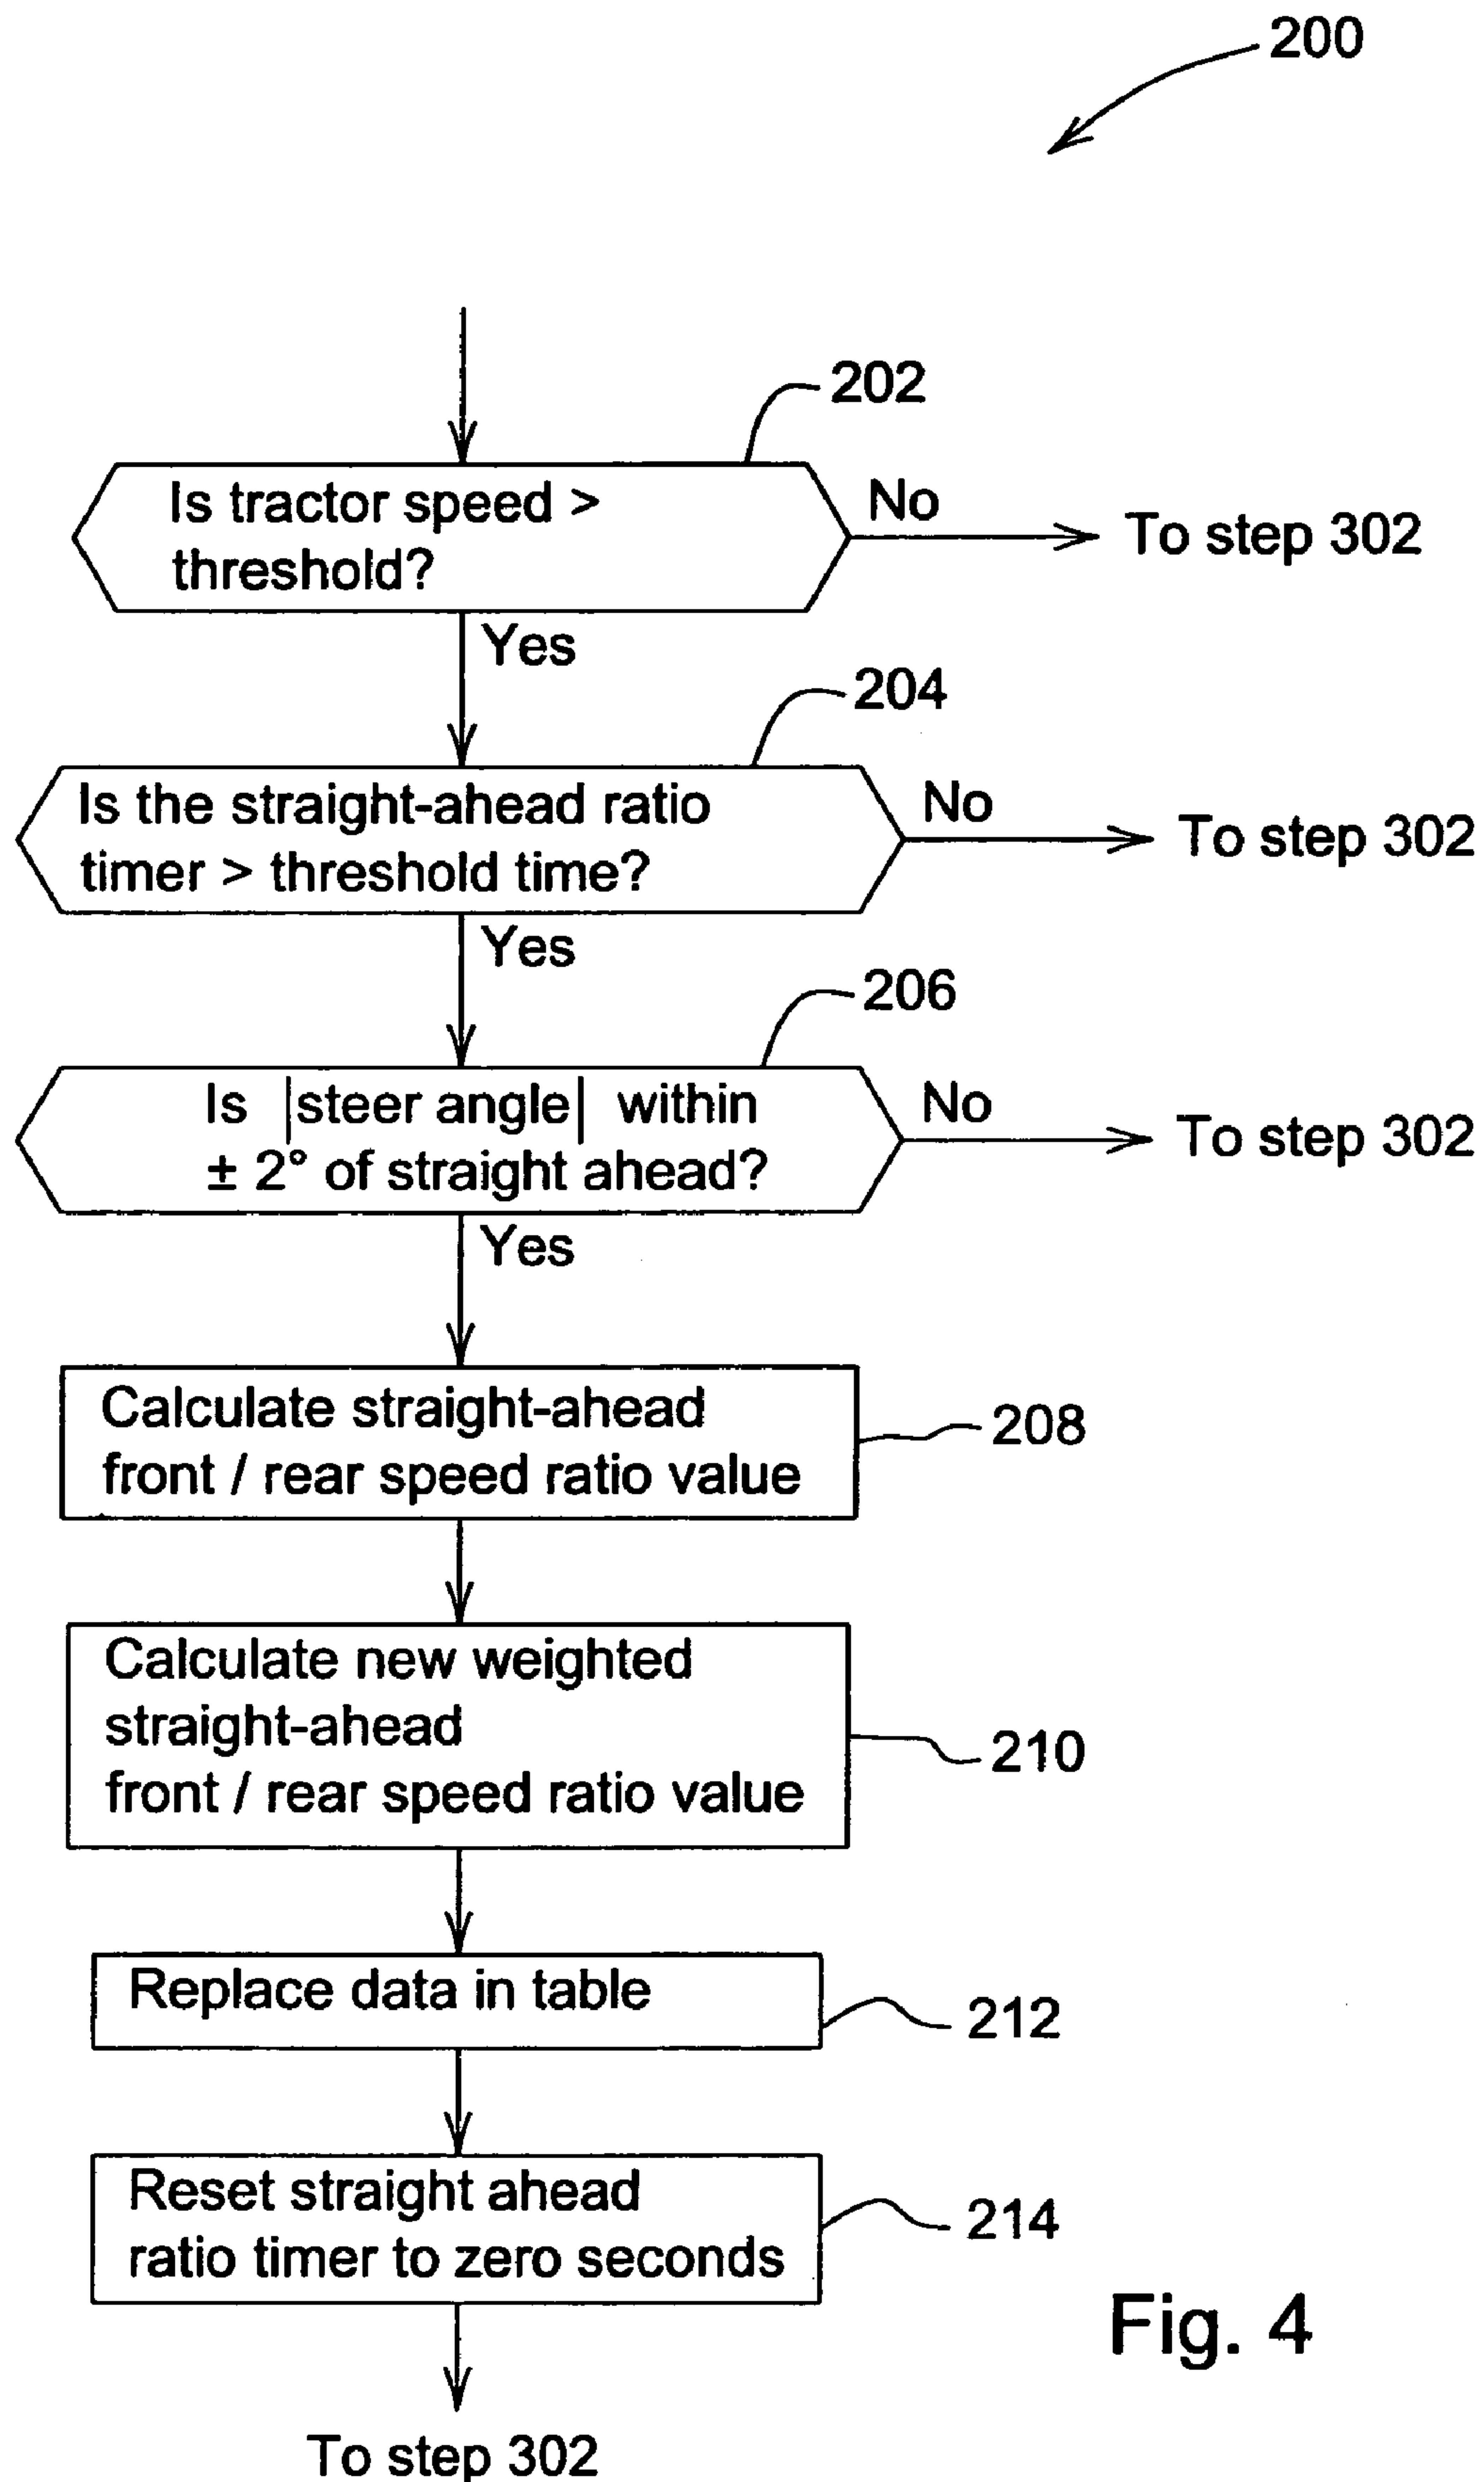 200
202
Is tractor speed >
threshold?
No
To step 302
Yes
204
Is the straight-ahead ratio
timer > threshold time?
No
To step 302
Yes
206
Is |steer angle| within
± 2° of straight ahead?
No
To step 302
Yes
Calculate straight-ahead
front / rear speed ratio value
208
Calculate new weighted
straight-ahead
front / rear speed ratio value
210
Replace data in table
212
Reset straight ahead
ratio timer to zero seconds
214
Fig. 4
To step 302